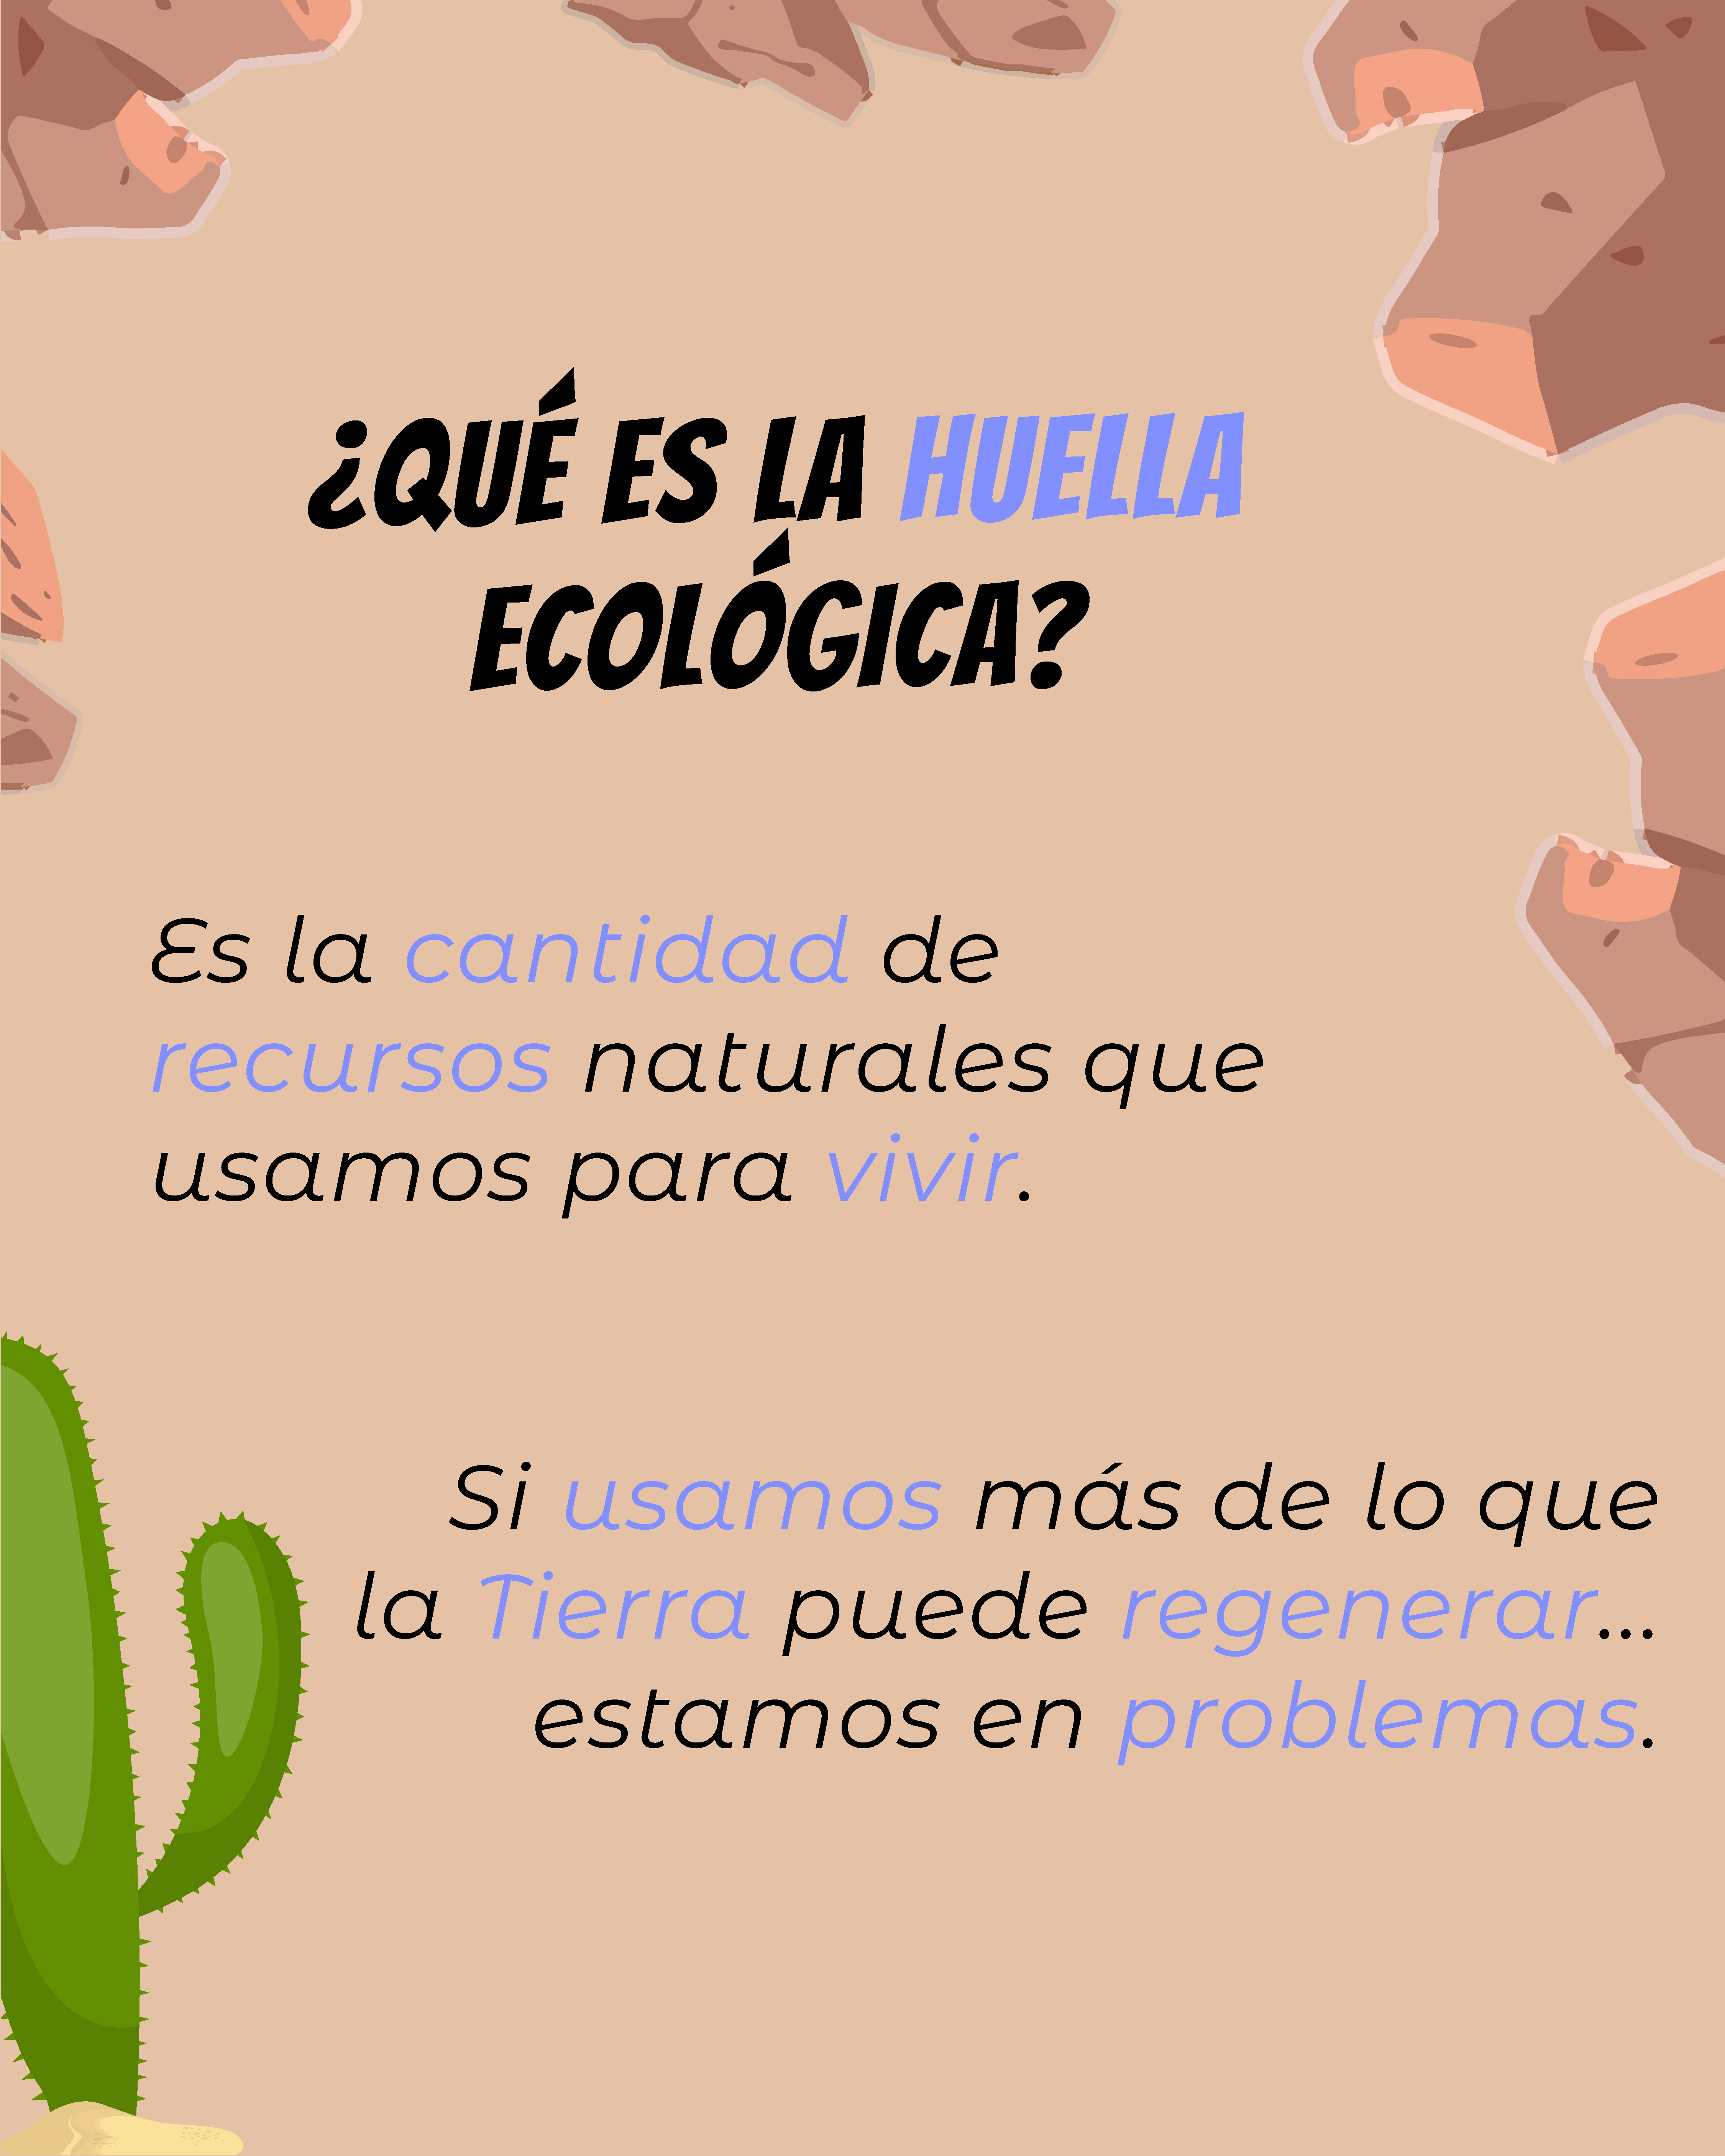 ¿QUÉ ES LA HUELLA
ECOLÓGICA?
Es la cantidad de
recursos naturales que
usamos para vivir.
Si usamos más de lo que
la Tierra puede regenerar...
estamos en problemas.